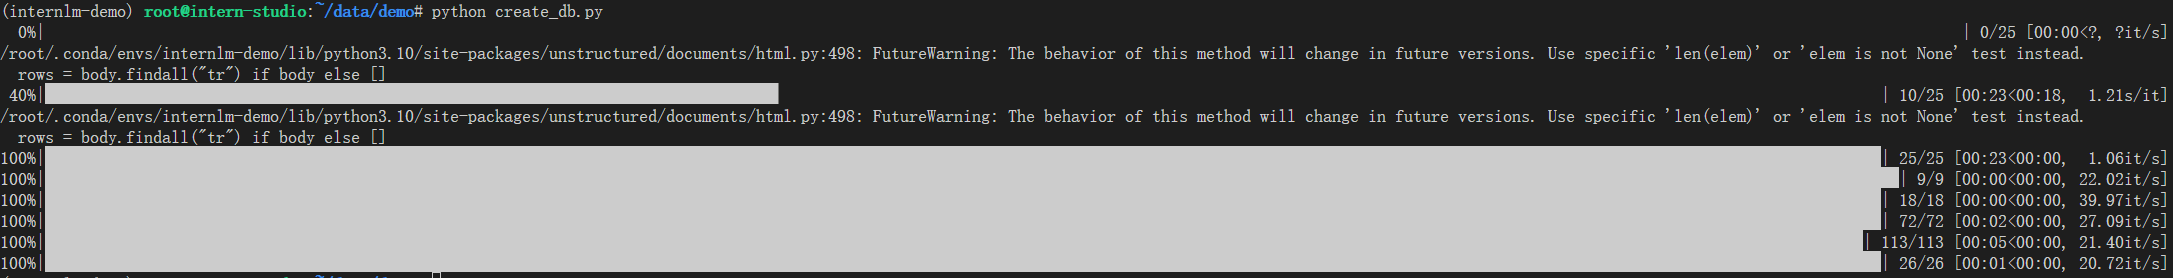 (internlm-demo) root@intern-studio:~/data/demo# python create_db.py
0%| | 0/25 [00:00<?, ?it/s]
/root/.conda/envs/internlm-demo/lib/python3.10/site-packages/unstructured/documents/html.py:498: FutureWarning: The behavior of this method will change in future versions. Use specific 'len(elem)' or 'elem is not None' test instead.
rows = body.findall("tr") if body else []
40%| | 10/25 [00:23<00:18, 1.21s/it]
/root/.conda/envs/internlm-demo/lib/python3.10/site-packages/unstructured/documents/html.py:498: FutureWarning: The behavior of this method will change in future versions. Use specific 'len(elem)' or 'elem is not None' test instead.
rows = body.findall("tr") if body else []
100%| | 25/25 [00:23<00:00, 1.06it/s]
100%| | 9/9 [00:00<00:00, 22.02it/s]
100%| | 18/18 [00:00<00:00, 39.97it/s]
100%| | 72/72 [00:02<00:00, 27.09it/s]
100%| | 113/113 [00:05<00:00, 21.40it/s]
100%| | 26/26 [00:01<00:00, 20.72it/s]